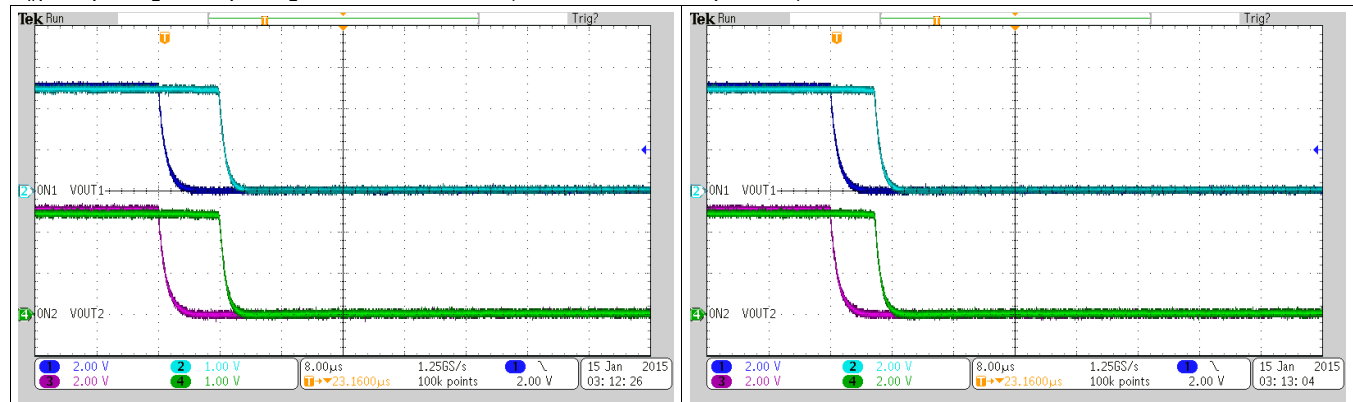 Tek Run Trig?
T
T
2 ON1 VOUT1
4 ON2 VOUT2
1 2.00 V 2 1.00 V 8.00µs 1.25GS/s 1 \ 15 Jan 2015
3 2.00 V 4 1.00 V T→▼23.1600µs 100k points 2.00 V 03:12:26
Tek Run Trig?
T
T
2 ON1 VOUT1
4 ON2 VOUT2
1 2.00 V 2 2.00 V 8.00µs 1.25GS/s 1 \ 15 Jan 2015
3 2.00 V 4 2.00 V T→▼23.1600µs 100k points 2.00 V 03:13:04